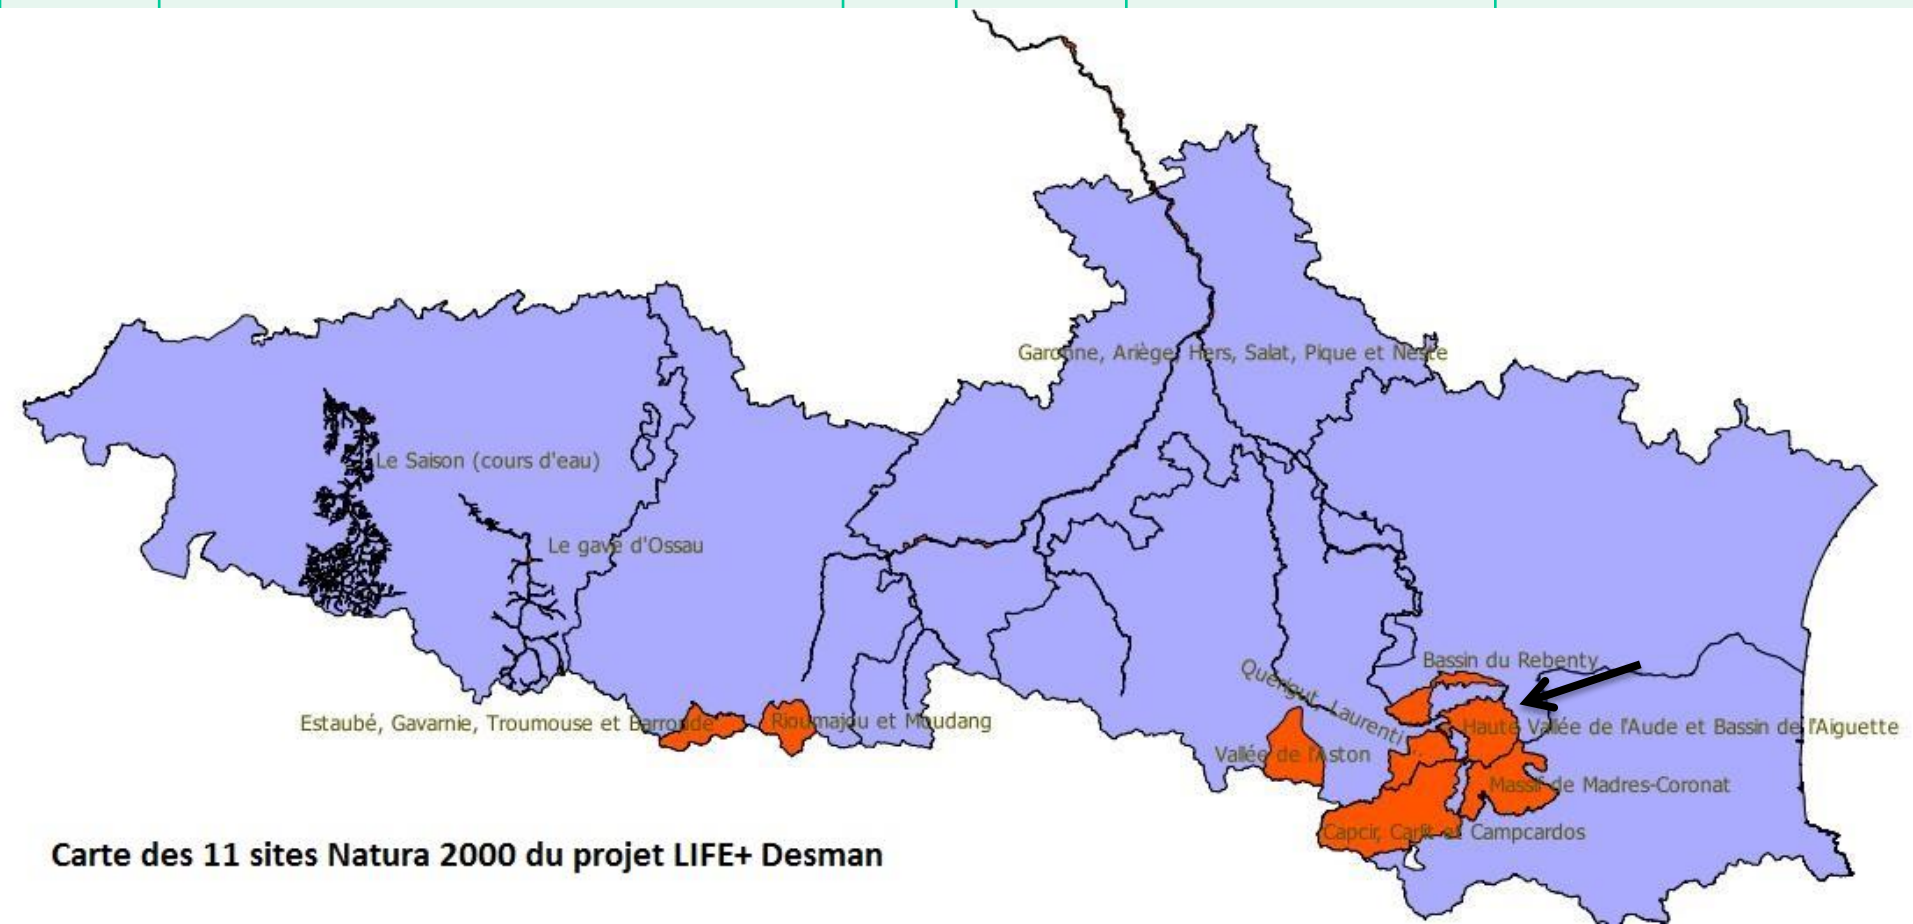 Garonne, Ariège, Hers, Salat, Pique et Neste
Le Saison (cours d'eau)
Le gave d'Ossau
Bassin du Rebenty
Quérigut, Laurenti...
Estaubé, Gavarnie, Troumouse et Barroude
Rioumajou et Moudang
Haute Vallée de l'Aude et Bassin de l'Aiguette
Vallée de l'Aston
Massif de Madres-Coronat
Capcir, Carlit et Campcardos
Carte des 11 sites Natura 2000 du projet LIFE+ Desman